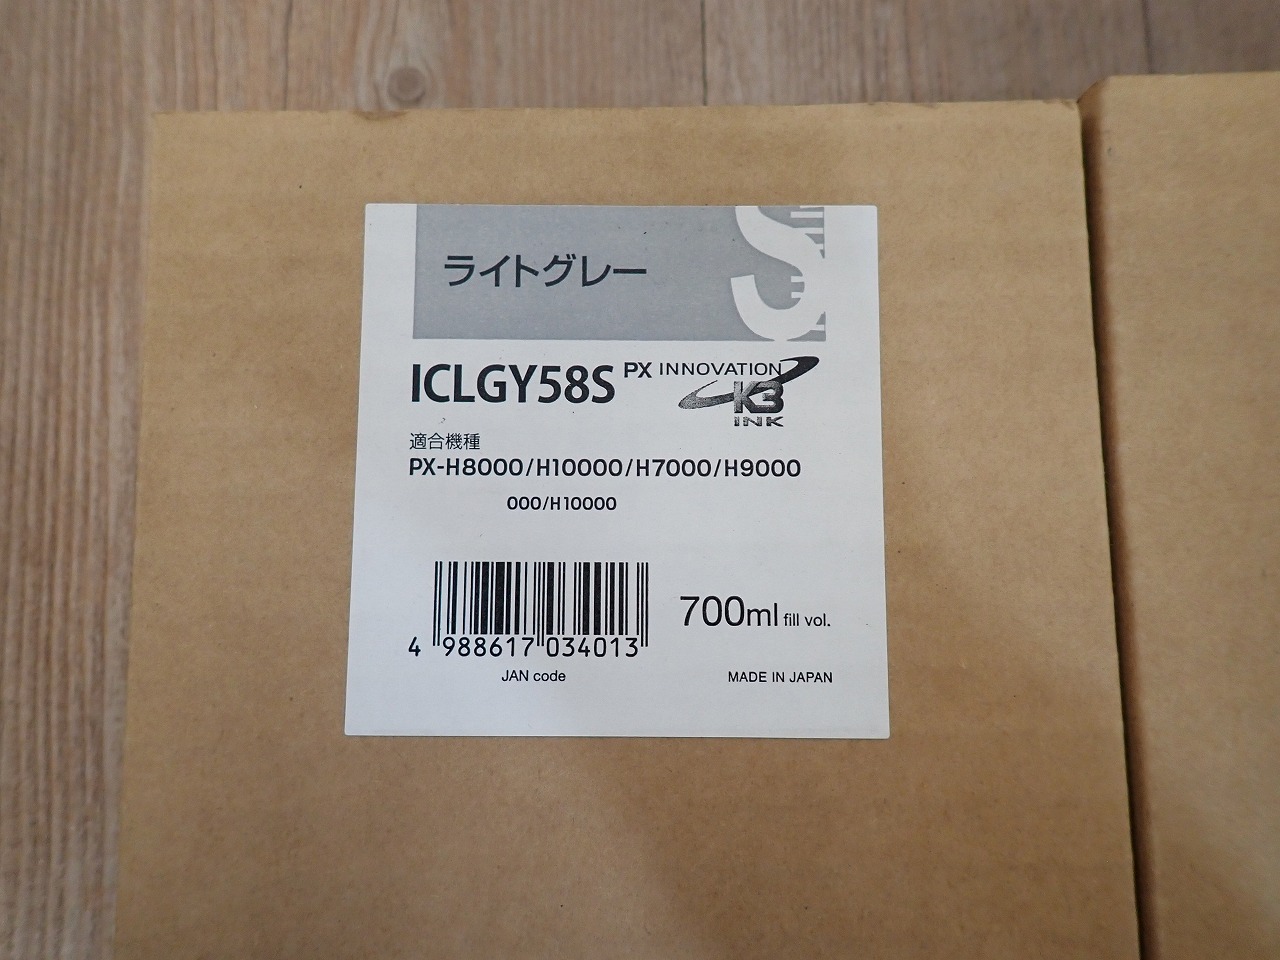 ライトグレー
S
ICLGY58S PX INNOVATION
K3
INK
適合機種
PX-H8000/H10000/H7000/H9000
000/H10000
700ml fill vol.
4 988617 034013
JAN code
MADE IN JAPAN